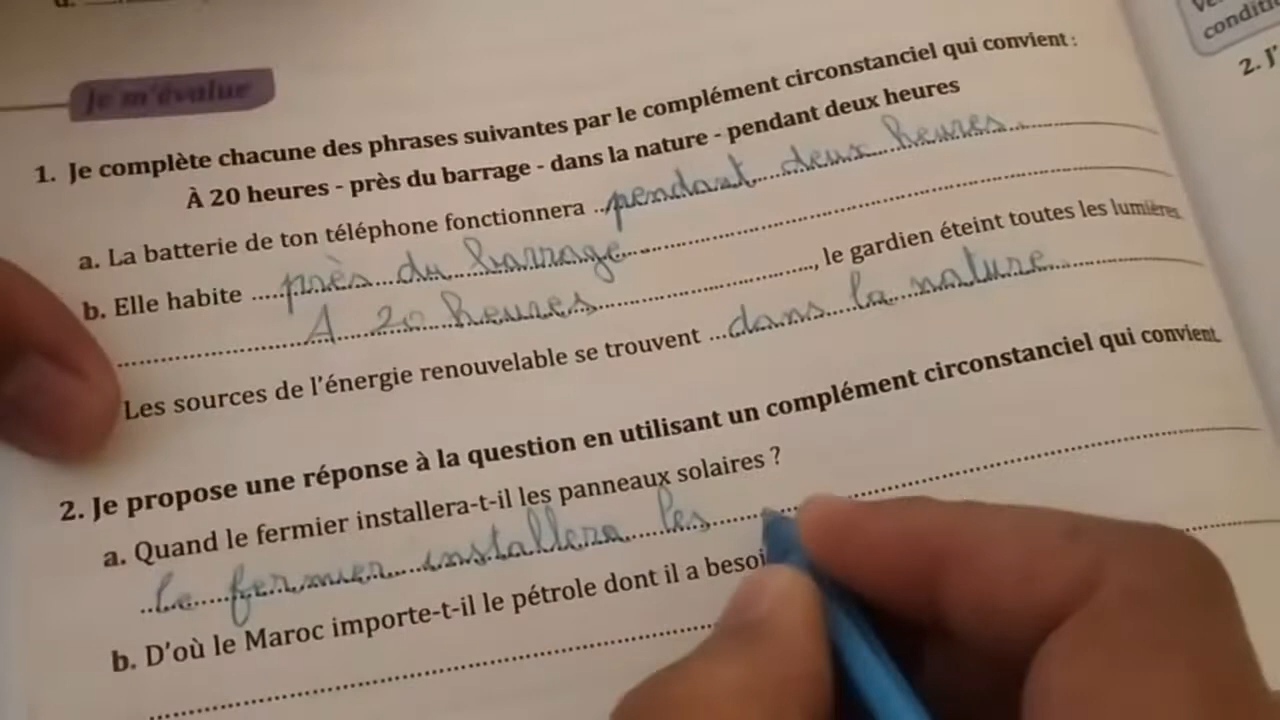 Je m'évalue
conditi
2. J'
1. Je complète chacune des phrases suivantes par le complément circonstanciel qui convient :
À 20 heures - près du barrage - dans la nature - pendant deux heures
a. La batterie de ton téléphone fonctionnera pendant deux heures.
b. Elle habite près du barrage
A 20 heures, le gardien éteint toutes les lumières.
Les sources de l'énergie renouvelable se trouvent dans la nature.
2. Je propose une réponse à la question en utilisant un complément circonstanciel qui convient
a. Quand le fermier installera-t-il les panneaux solaires ?
Le fermier installera les
b. D'où le Maroc importe-t-il le pétrole dont il a besoi